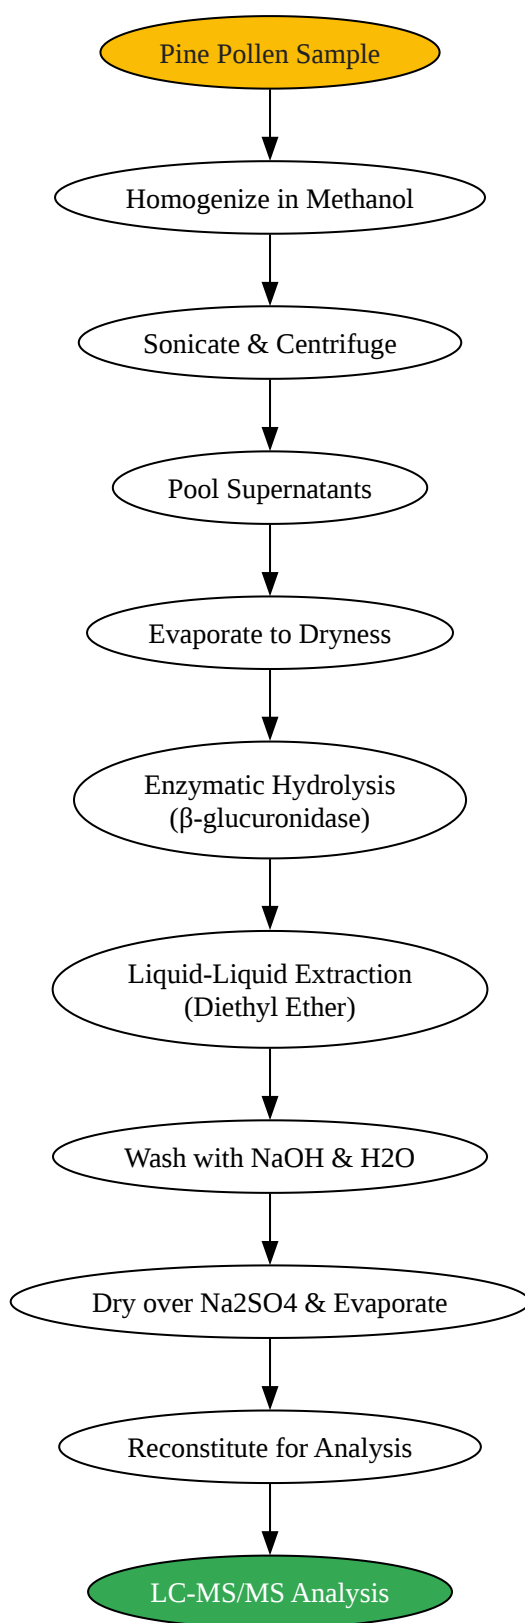 Pine Pollen Sample
Homogenize in Methanol
Sonicate & Centrifuge
Pool Supernatants
Evaporate to Dryness
Enzymatic Hydrolysis
(β-glucuronidase)
Liquid-Liquid Extraction
(Diethyl Ether)
Wash with NaOH & H2O
Dry over Na2SO4 & Evaporate
Reconstitute for Analysis
LC-MS/MS Analysis